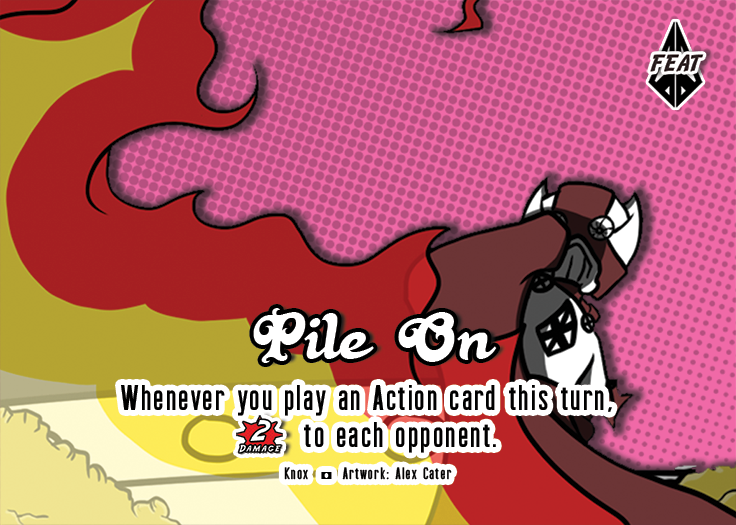 FEAT
Pile On
Whenever you play an Action card this turn,
2 DAMAGE to each opponent.
Knox Artwork: Alex Cater